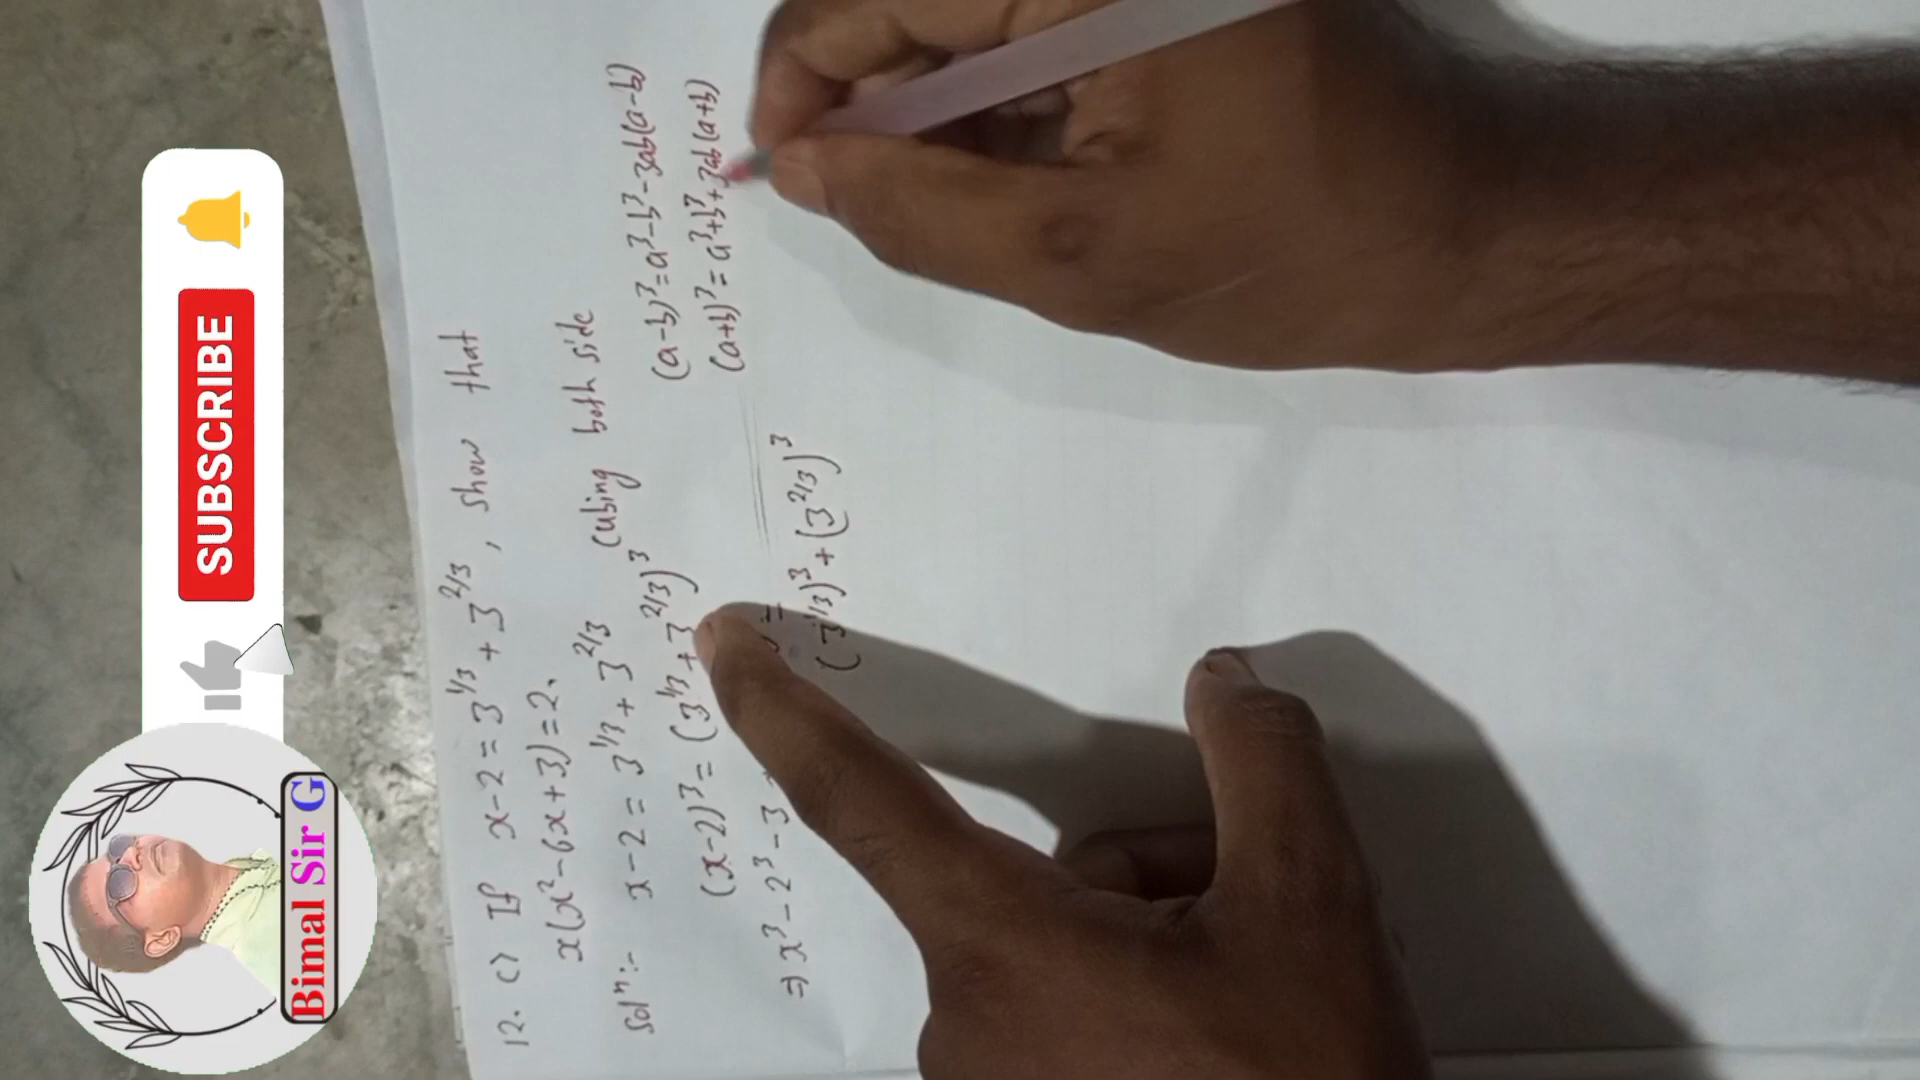 12. c) If x-2=3^1/3+3^2/3, show that
x(x²-6x+3)=2.
Solⁿ:- x-2=3^1/3+3^2/3 Cubing both side
(x-2)³=(3^1/3+3^2/3)³
(a-b)³=a³-b³-3ab(a-b)
(a+b)³=a³+b³+3ab(a+b)
⇒x³-2³-3
(3^1/3)³+(3^2/3)³
SUBSCRIBE
Bimal Sir G